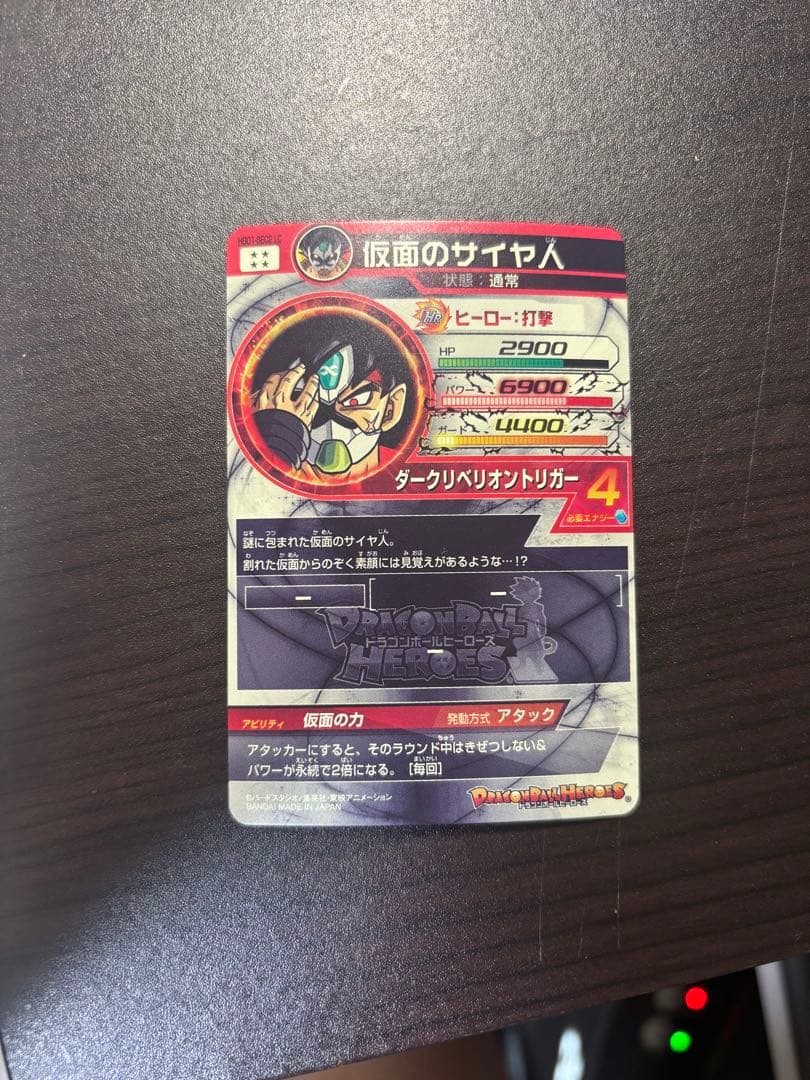 HGD1-SEC2 LC
仮面のサイヤ人
状態：通常
HR ヒーロー：打撃
HP 2900
パワー 6900
ガード 4400
ダークリベリオントリガー
4
必要エナジー
謎に包まれた仮面のサイヤ人。
割れた仮面からのぞく素顔には見覚えがあるような…!?
DRAGON BALL
ドラゴンボールヒーローズ
HEROES
アビリティ 仮面の力 発動方式 アタック
アタッカーにすると、そのラウンド中はきぜつしない&
パワーが永続で2倍になる。 [毎回]
©バードスタジオ/集英社・東映アニメーション
BANDAI MADE IN JAPAN
DRAGON BALL HEROES
ドラゴンボールヒーローズ